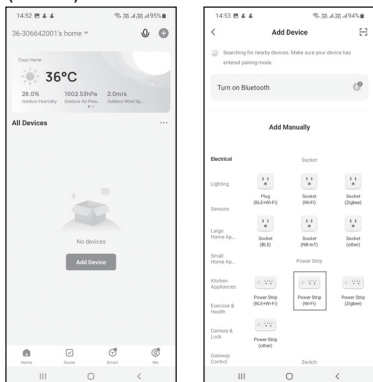 14:52
95%
36-306642001's home
Cozy Home
36°C
28.0% 1002.53hPa 2.0m/s
Outdoor Humidity Outdoor Air Pres... Outdoor Wind Sp...
All Devices
No devices
Add Device
Home Scene Smart Me
14:53
94%
Add Device
Searching for nearby devices. Make sure your device has
entered pairing mode.
Turn on Bluetooth
Add Manually
Electrical
Lighting
Sensors
Large
Home Ap...
Small
Home Ap...
Kitchen
Appliances
Exercise &
Health
Camera &
Lock
Gateway
Control
Socket
Plug
(BLE+Wi-Fi)
Socket
(Wi-Fi)
Socket
(Zigbee)
Socket
(BLE)
Socket
(NB-IoT)
Socket
(other)
Power Strip
Power Strip
(BLE+Wi-Fi)
Power Strip
(Wi-Fi)
Power Strip
(Zigbee)
Power Strip
(other)
Switch